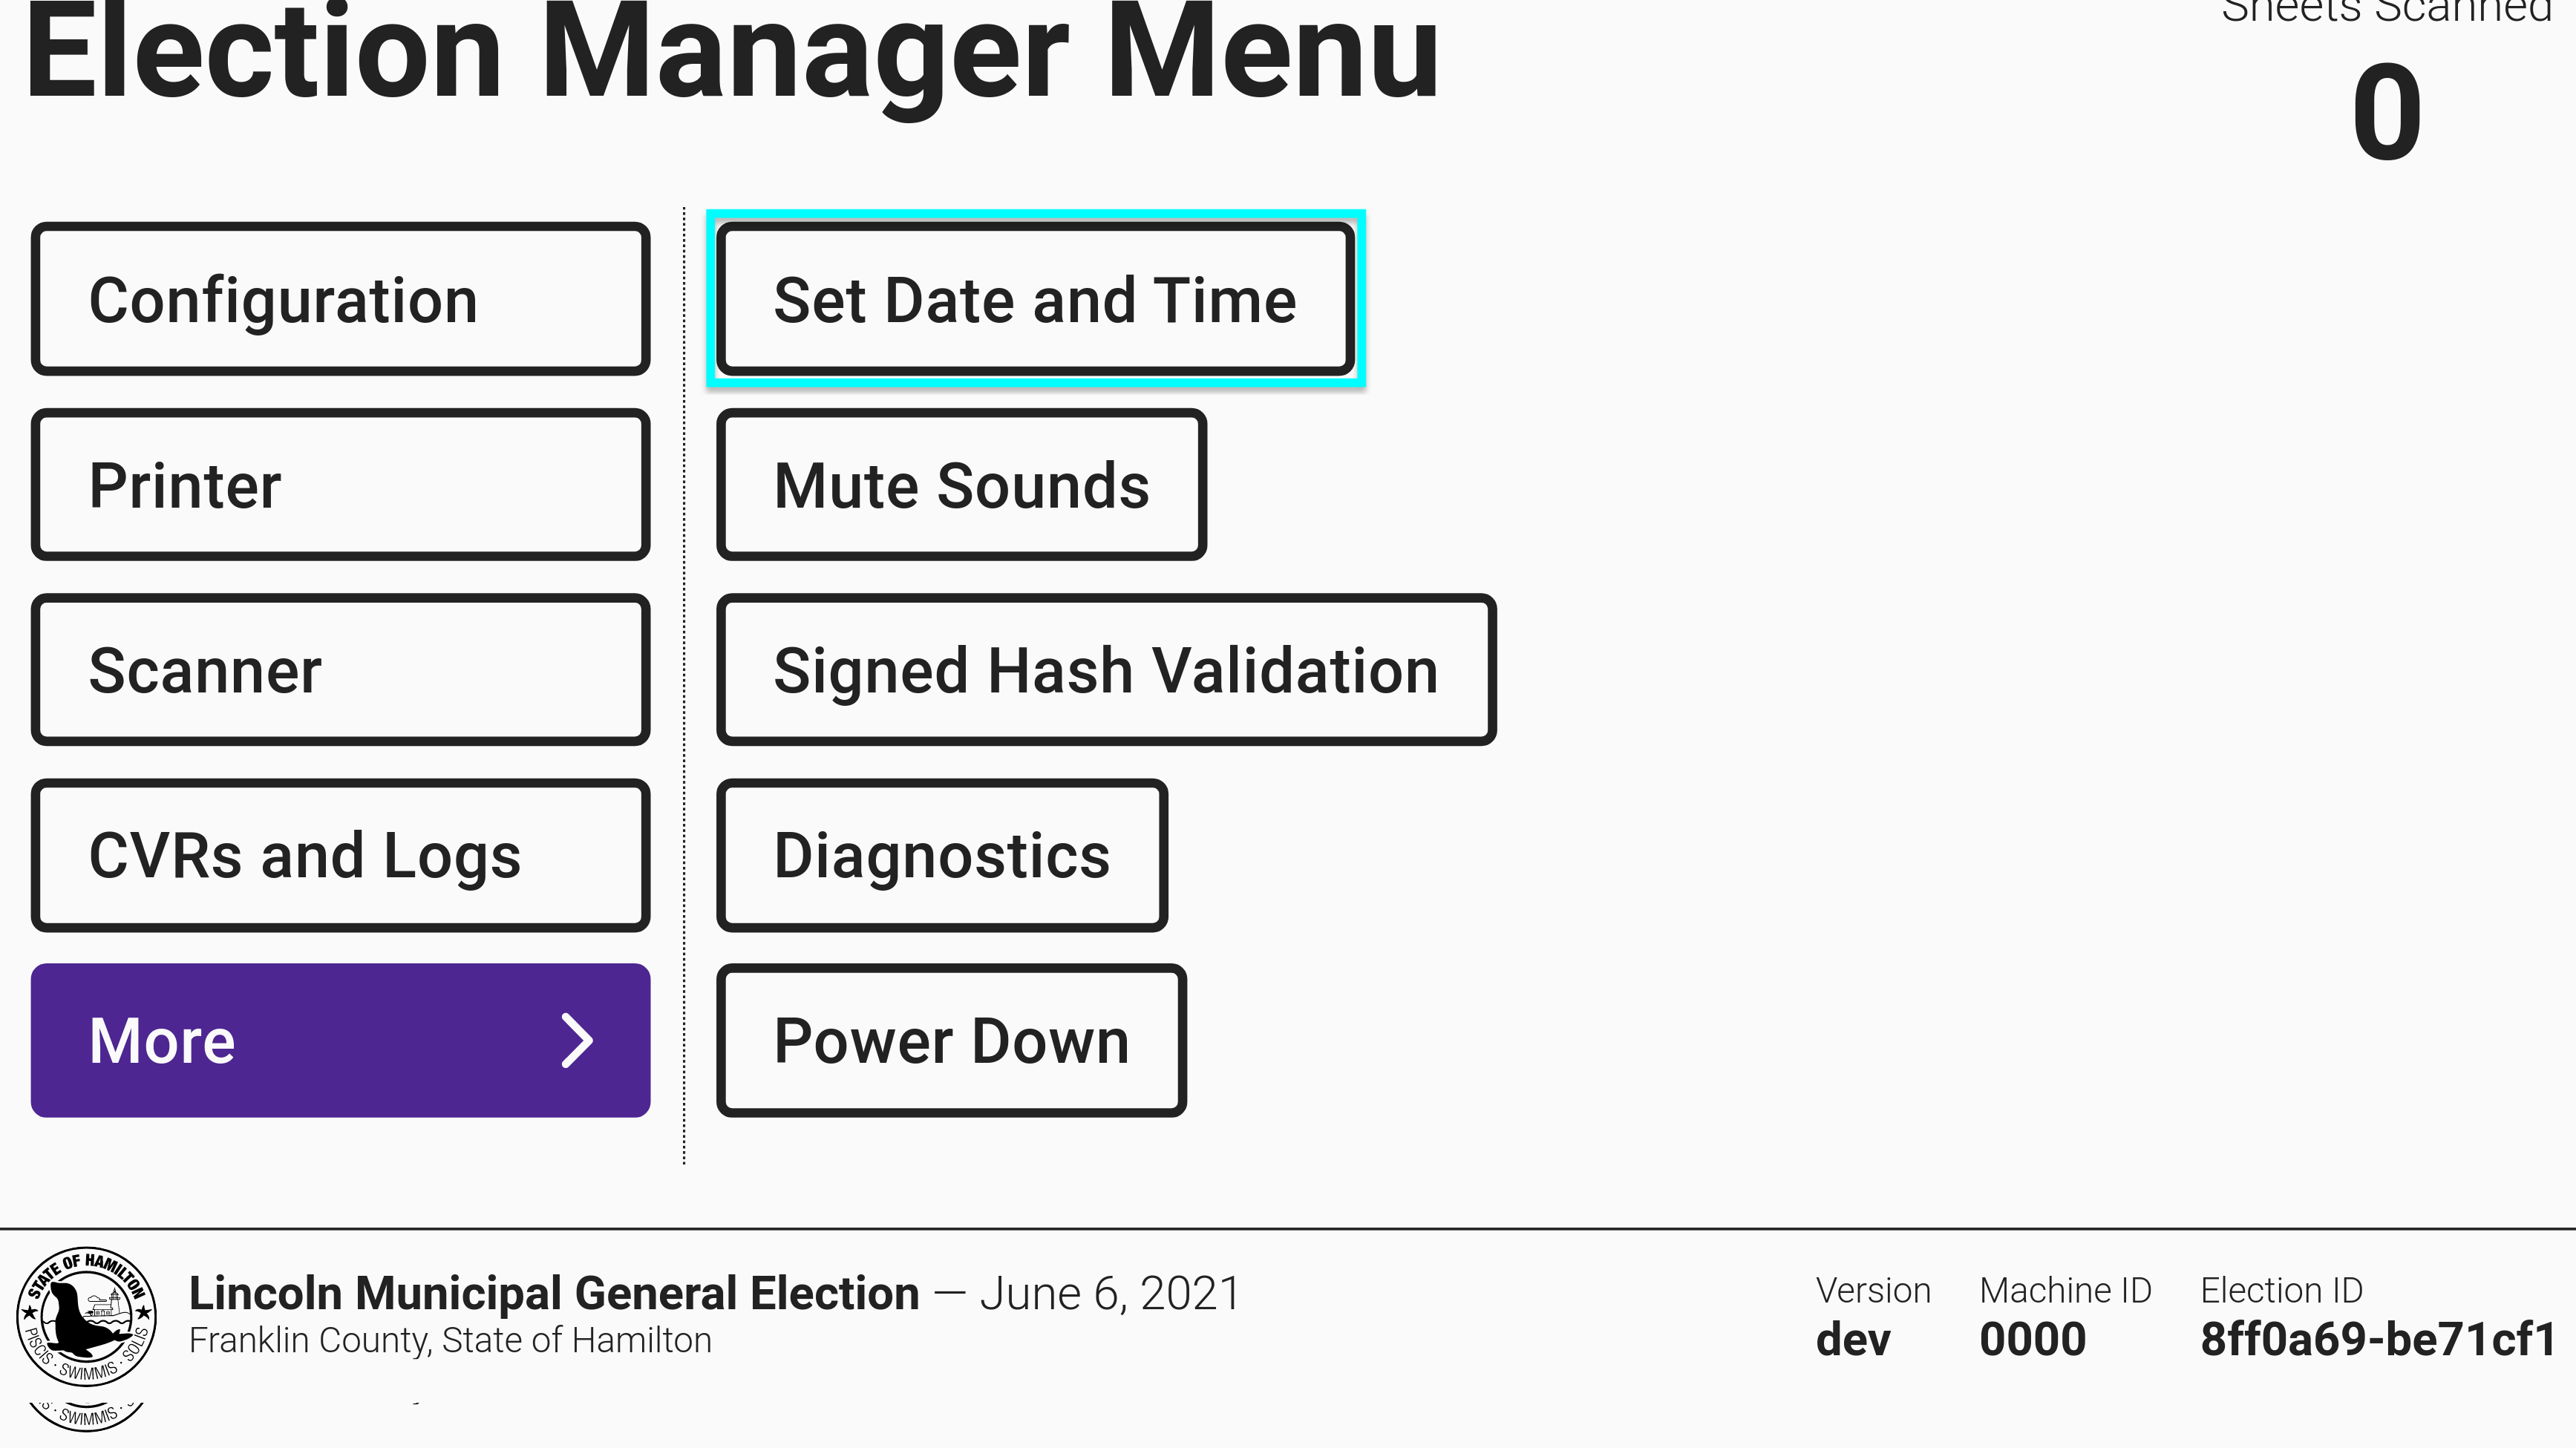 Election Manager Menu
Sheets Scanned
0
Configuration
Printer
Scanner
CVRs and Logs
More
Set Date and Time
Mute Sounds
Signed Hash Validation
Diagnostics
Power Down
STATE OF HAMILTON
PISCIS · SWIMMIS · SOLIS
Lincoln Municipal General Election — June 6, 2021
Franklin County, State of Hamilton
Version
dev
Machine ID
0000
Election ID
8ff0a69-be71cf1
· SWIMMIS ·